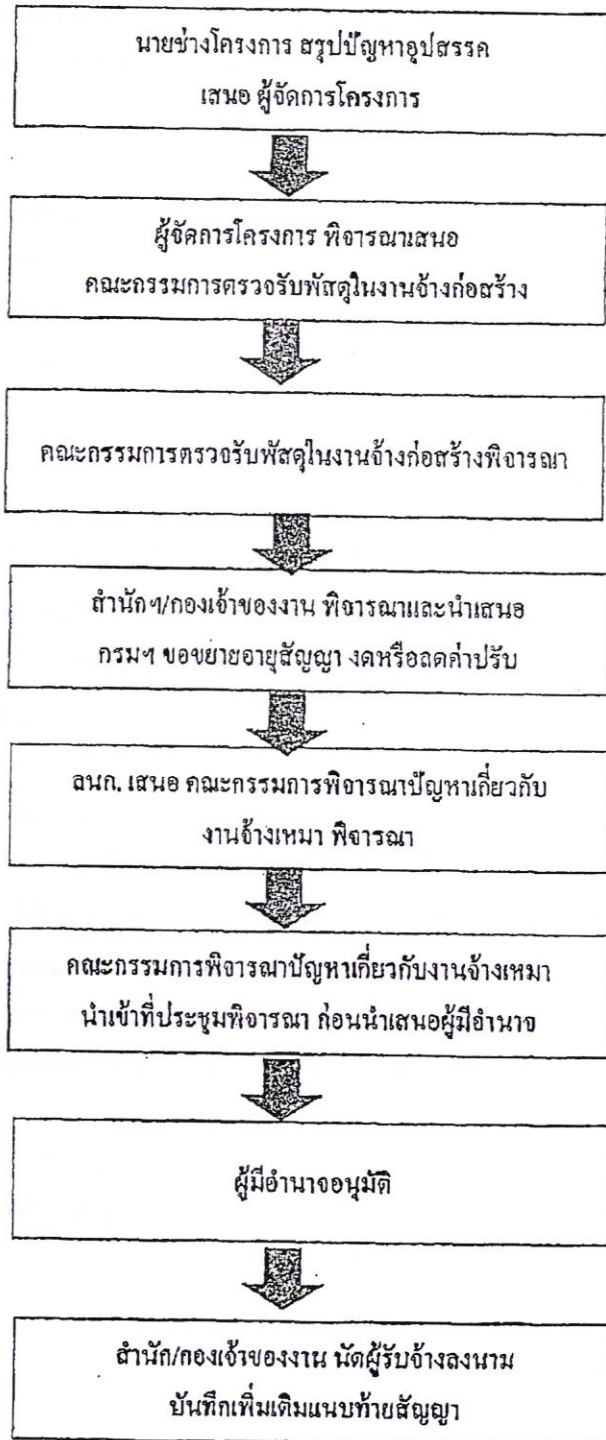 นายช่างโครงการ สรุปปัญหาอุปสรรค
เสนอ ผู้จัดการโครงการ
ผู้จัดการโครงการ พิจารณาเสนอ
คณะกรรมการตรวจรับพัสดุในงานจ้างก่อสร้าง
คณะกรรมการตรวจรับพัสดุในงานจ้างก่อสร้างพิจารณา
สำนักฯ/กองเจ้าของงาน พิจารณาและนำเสนอ
กรมฯ ขอขยายอายุสัญญา งดหรือลดค่าปรับ
ลนก. เสนอ คณะกรรมการพิจารณาปัญหาเกี่ยวกับ
งานจ้างเหมา พิจารณา
คณะกรรมการพิจารณาปัญหาเกี่ยวกับงานจ้างเหมา
นำเข้าที่ประชุมพิจารณา ก่อนนำเสนอผู้มีอำนาจ
ผู้มีอำนาจอนุมัติ
สำนัก/กองเจ้าของงาน นัดผู้รับจ้างลงนาม
บันทึกเพิ่มเติมแนบท้ายสัญญา